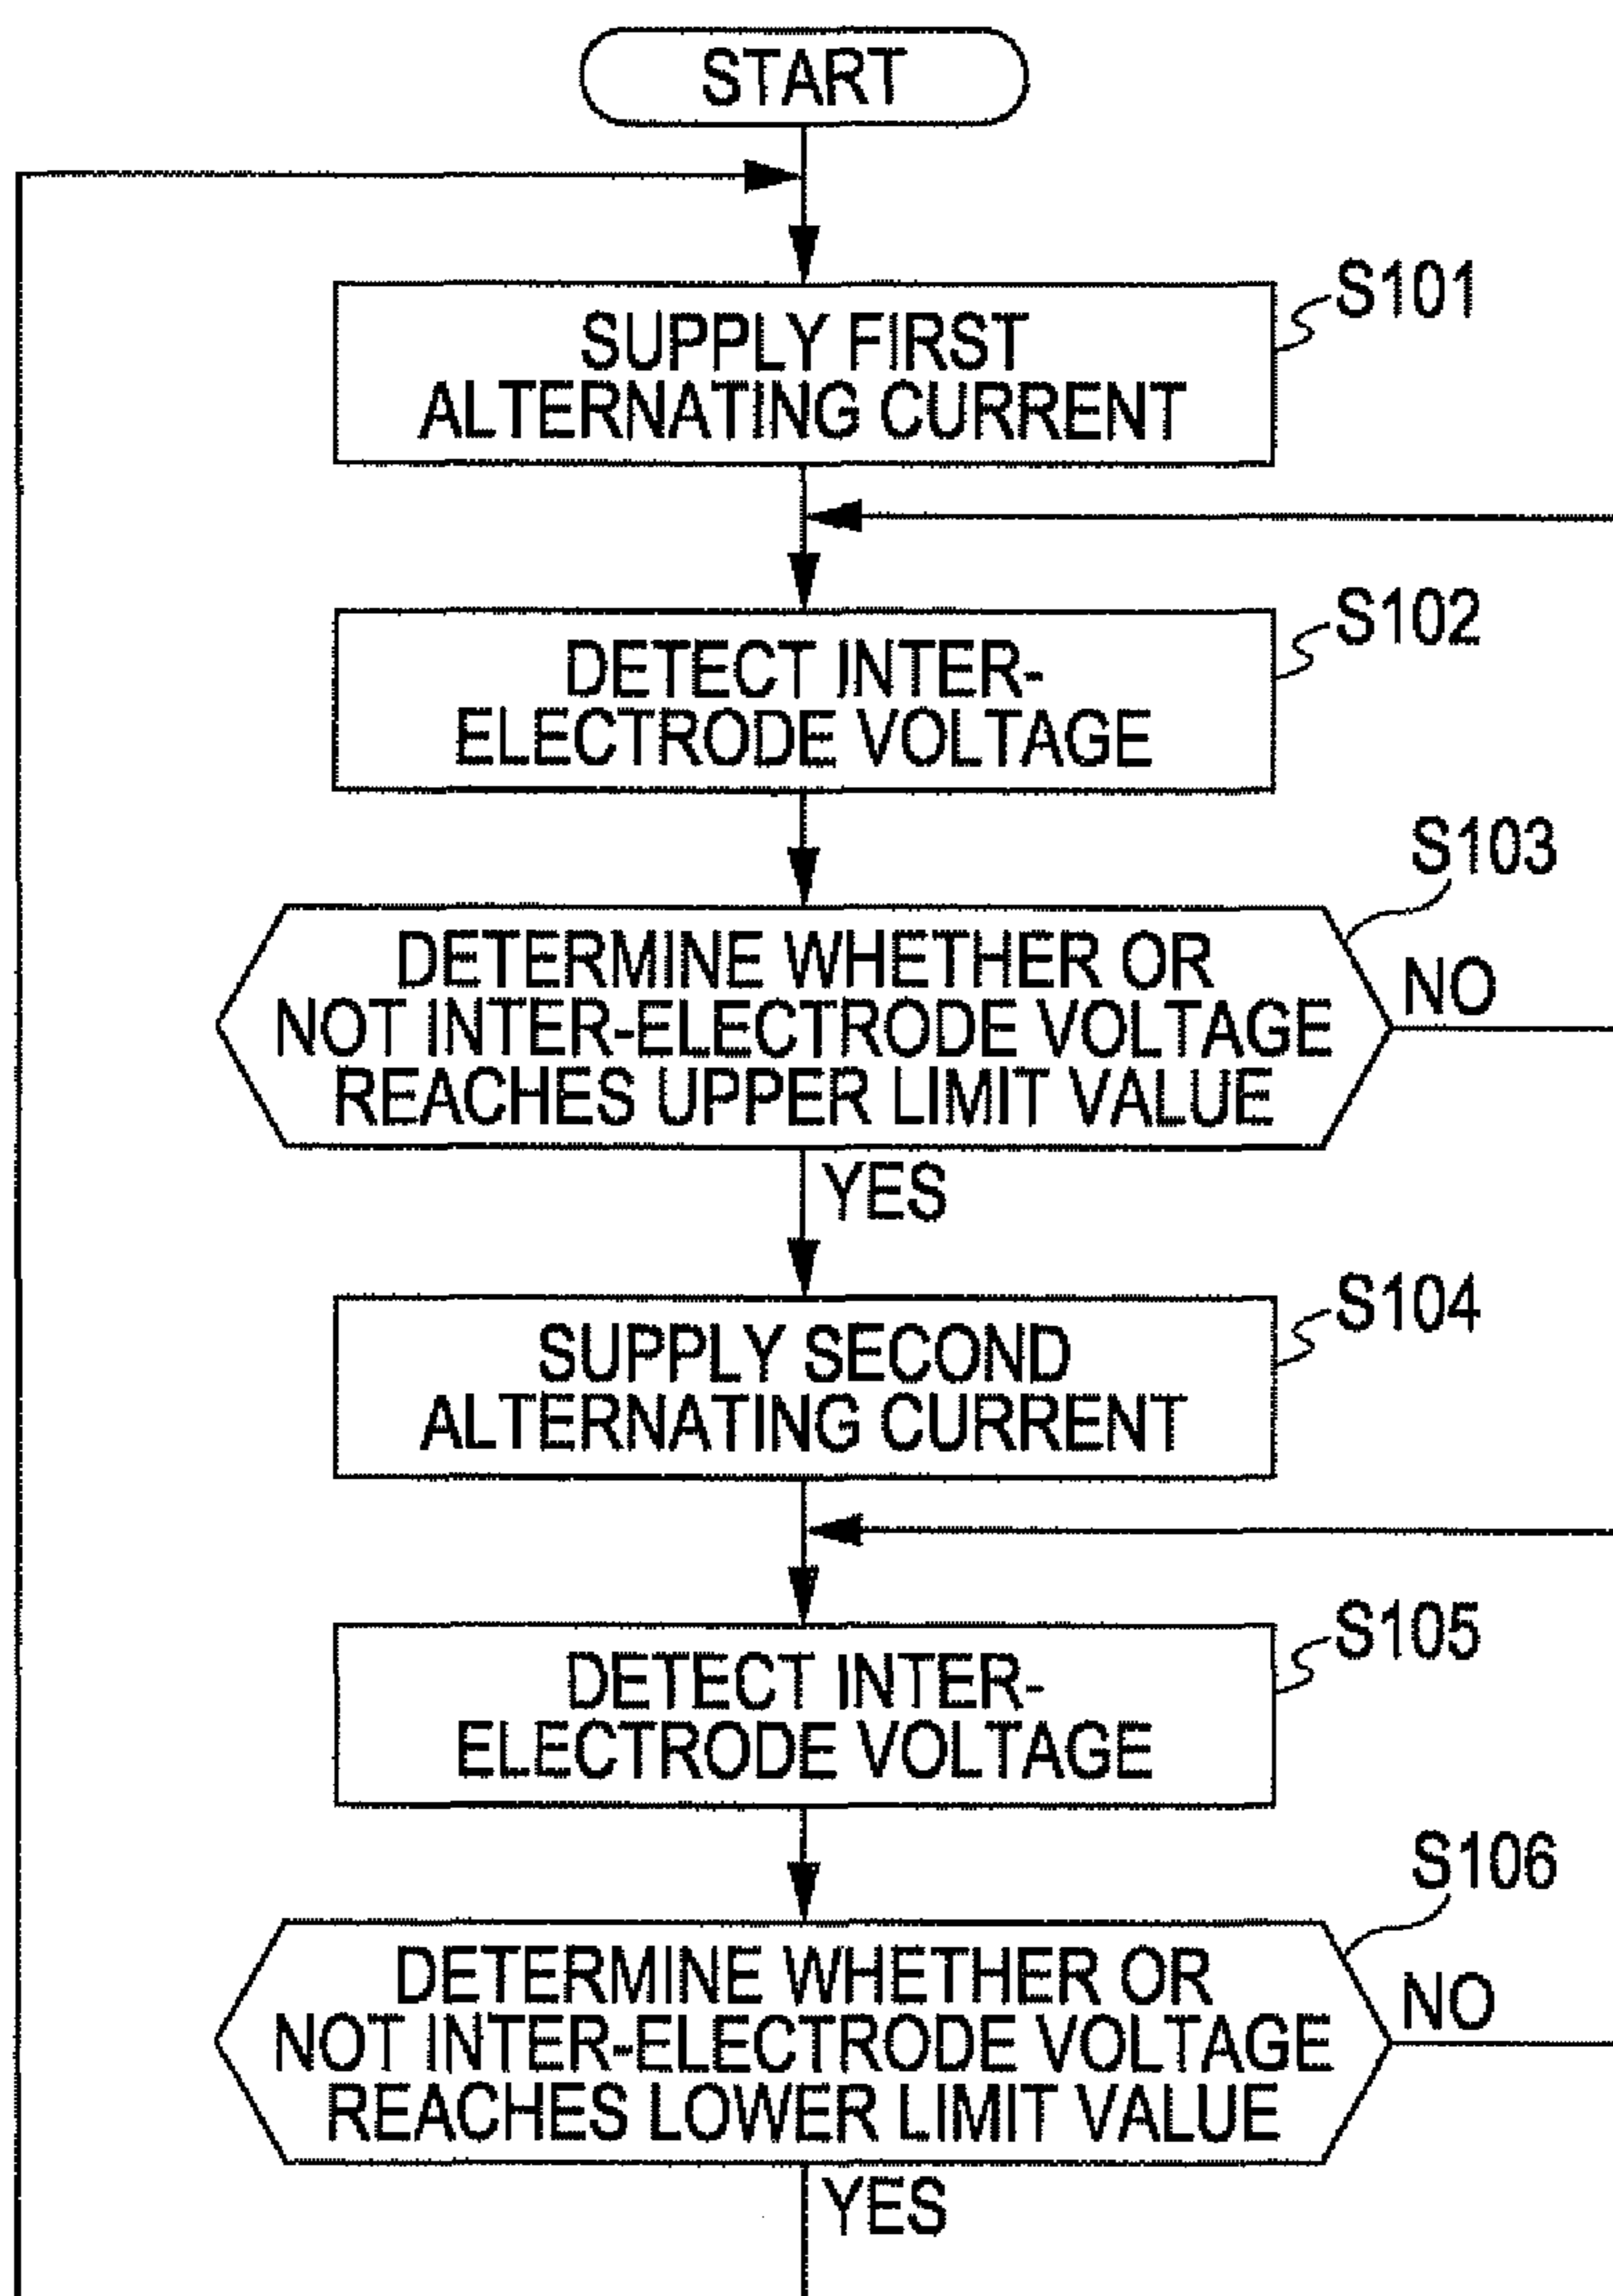 START
S101
SUPPLY FIRST
ALTERNATING CURRENT
S102
DETECT INTER-
ELECTRODE VOLTAGE
S103
DETERMINE WHETHER OR
NOT INTER-ELECTRODE VOLTAGE
REACHES UPPER LIMIT VALUE
NO
YES
S104
SUPPLY SECOND
ALTERNATING CURRENT
S105
DETECT INTER-
ELECTRODE VOLTAGE
S106
DETERMINE WHETHER OR
NOT INTER-ELECTRODE VOLTAGE
REACHES LOWER LIMIT VALUE
NO
YES